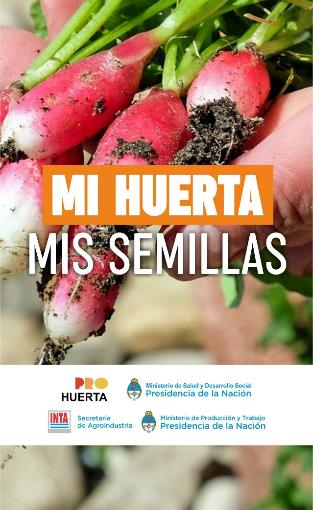 MI HUERTA
MIS SEMILLAS
PRO
HUERTA
Ministerio de Salud y Desarrollo Social
Presidencia de la Nación
INTA
Secretaría
de Agroindustria
Ministerio de Producción y Trabajo
Presidencia de la Nación